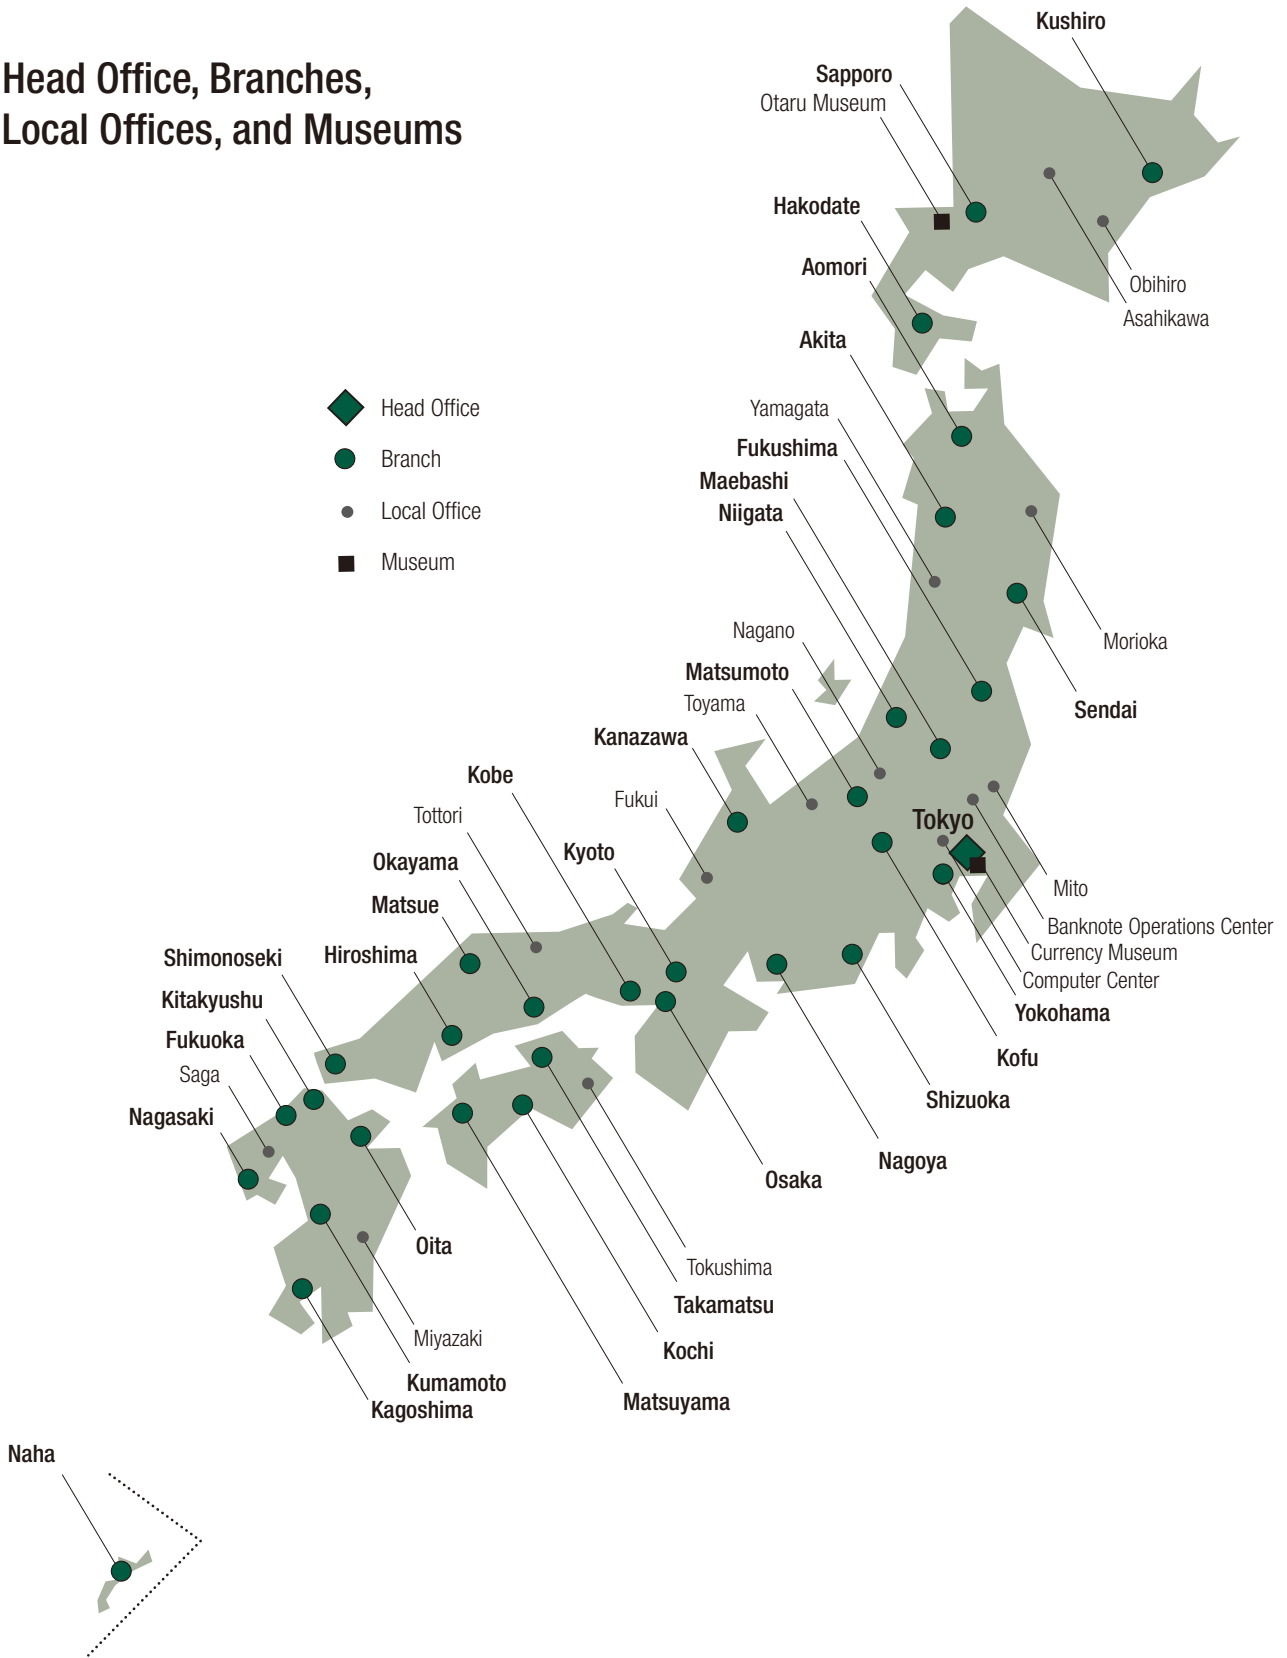 Head Office, Branches,
Local Offices, and Museums
Kushiro
Sapporo
Otaru Museum
Hakodate
Aomori
Obihiro
Asahikawa
Akita
Head Office
Branch
Local Office
Museum
Yamagata
Fukushima
Maebashi
Niigata
Nagano
Morioka
Matsumoto
Toyama
Sendai
Kanazawa
Kobe
Fukui
Tottori
Tokyo
Kyoto
Okayama
Mito
Matsue
Banknote Operations Center
Currency Museum
Computer Center
Shimonoseki
Hiroshima
Kitakyushu
Yokohama
Fukuoka
Kofu
Saga
Shizuoka
Nagasaki
Nagoya
Osaka
Oita
Tokushima
Takamatsu
Miyazaki
Kochi
Kumamoto
Matsuyama
Kagoshima
Naha